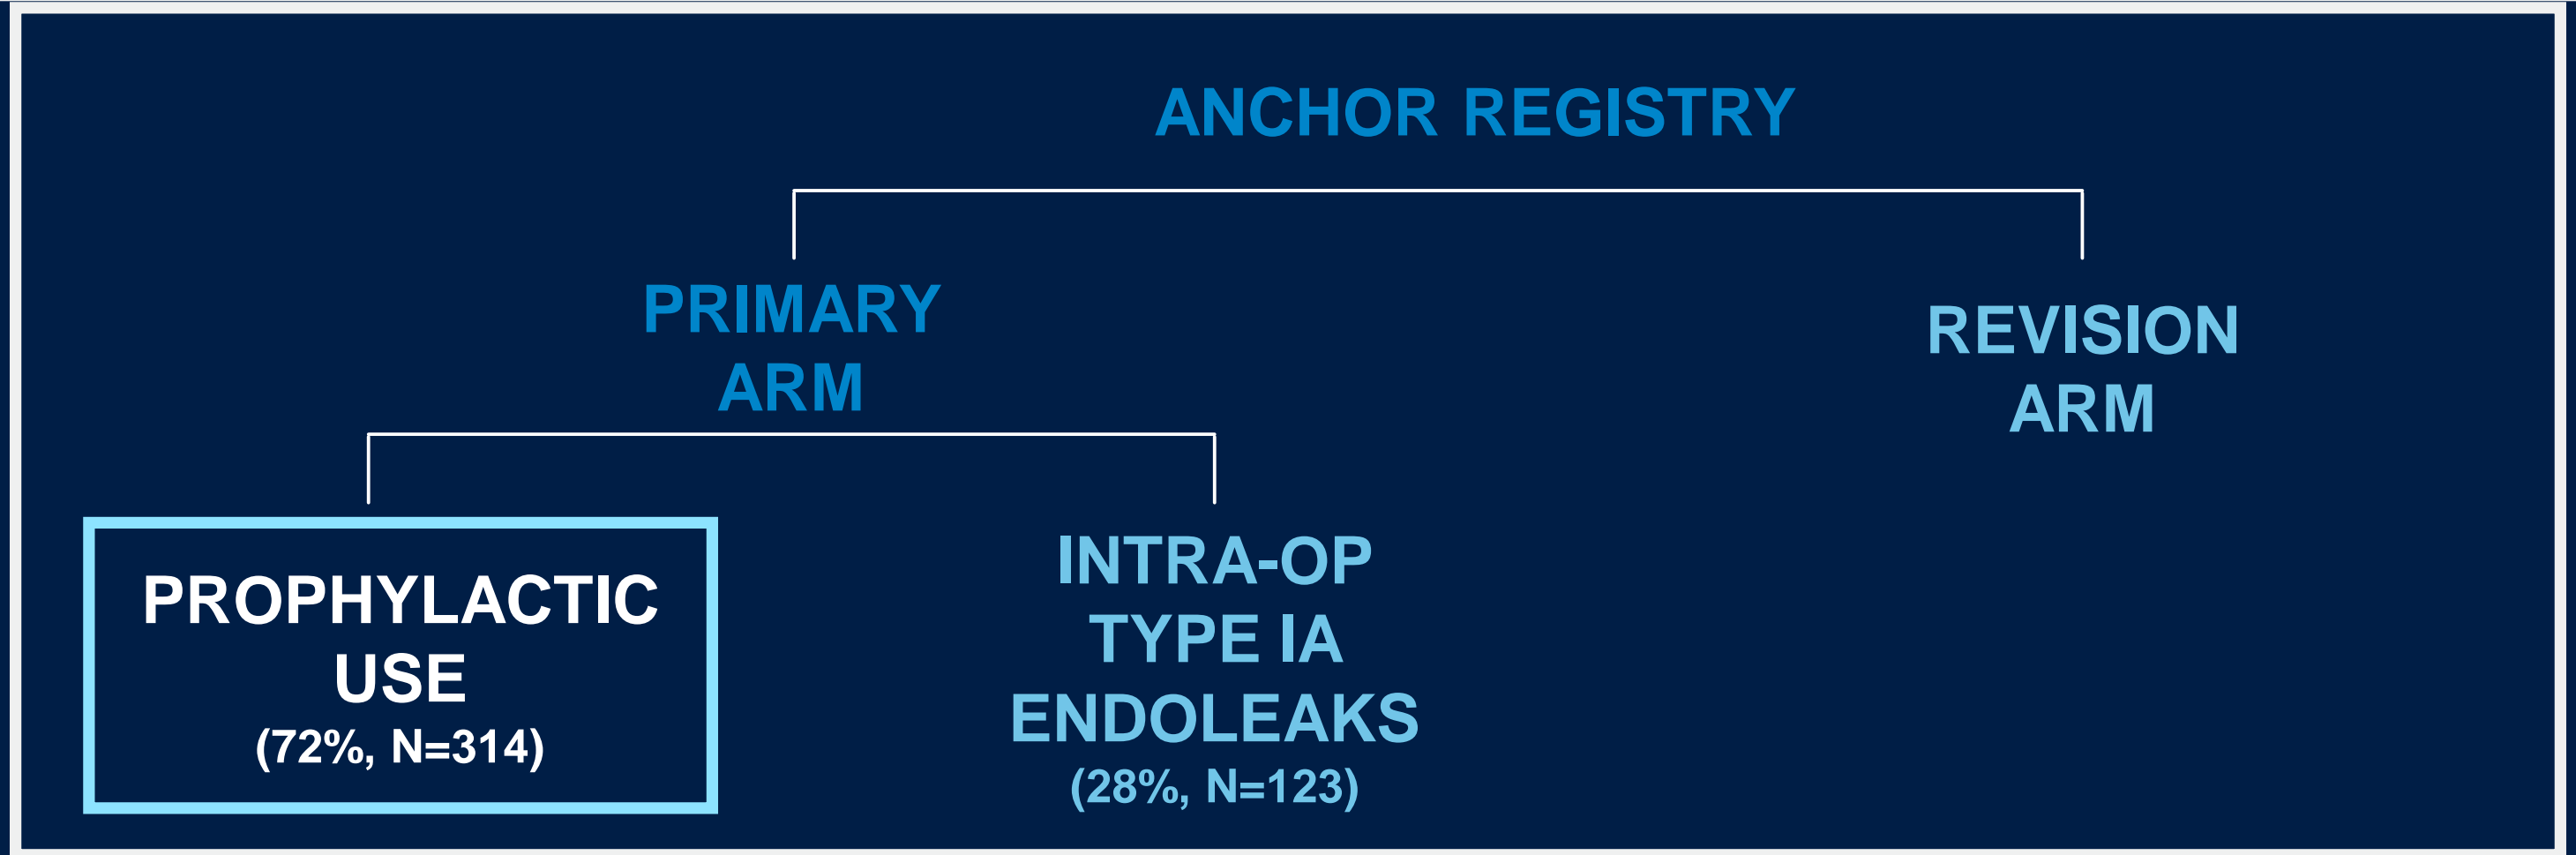 ANCHOR REGISTRY
PRIMARY
ARM
REVISION
ARM
PROPHYLACTIC
USE
(72%, N=314)
INTRA-OP
TYPE IA
ENDOLEAKS
(28%, N=123)